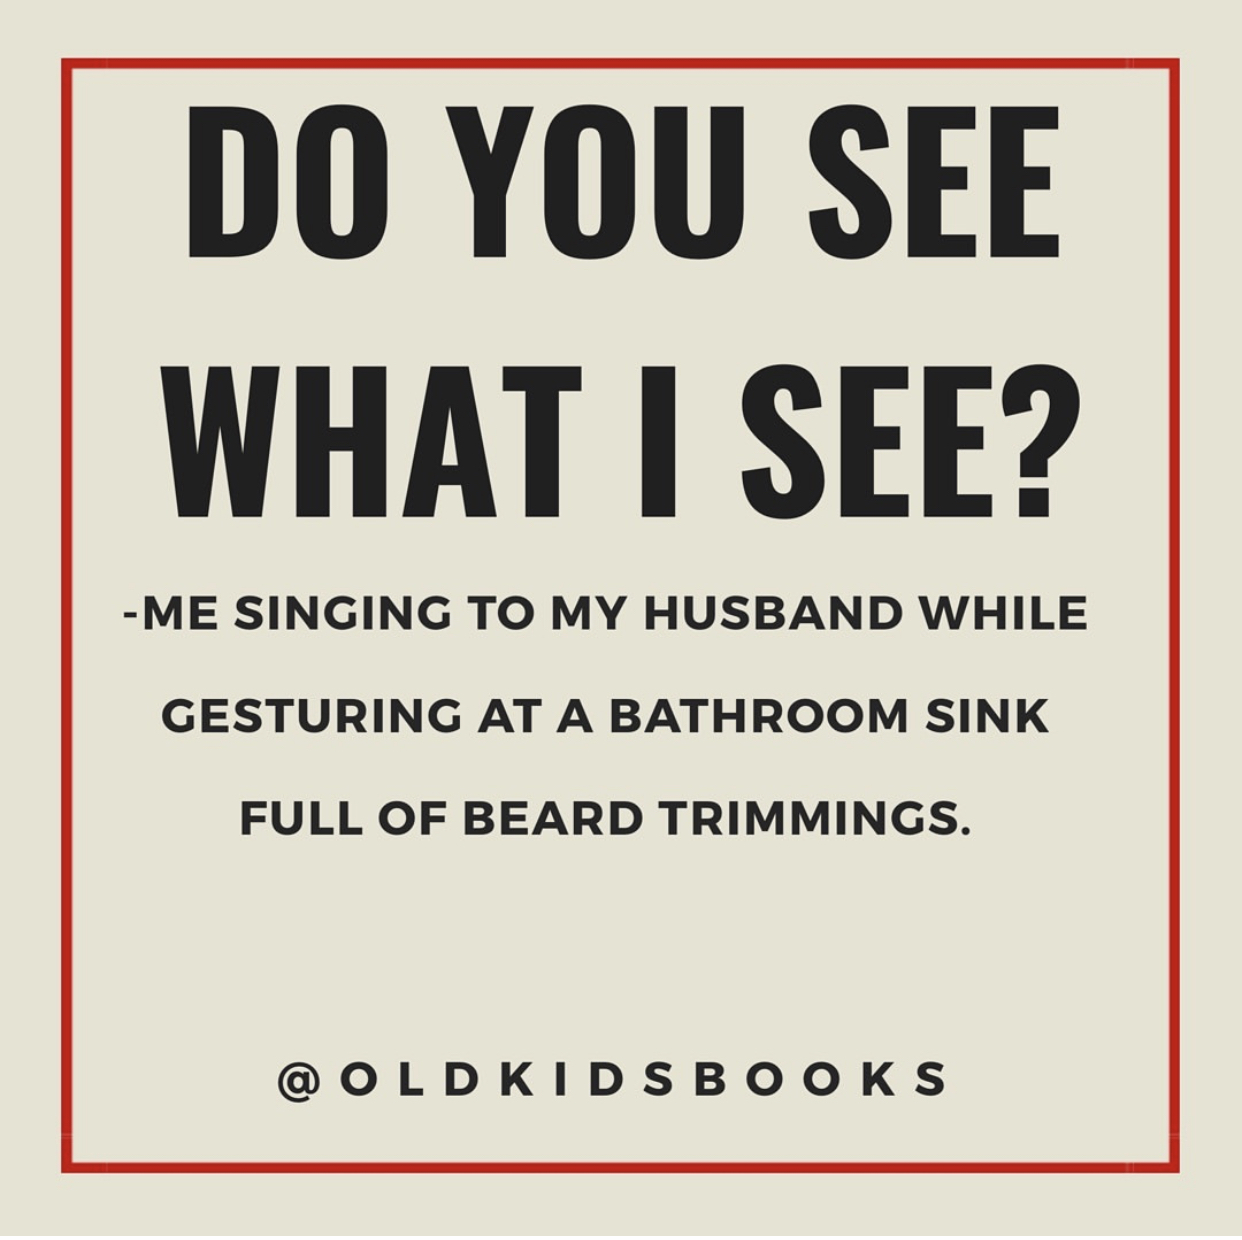 DO YOU SEE
WHAT I SEE?
-ME SINGING TO MY HUSBAND WHILE
GESTURING AT A BATHROOM SINK
FULL OF BEARD TRIMMINGS.
@OLDKIDSBOOKS